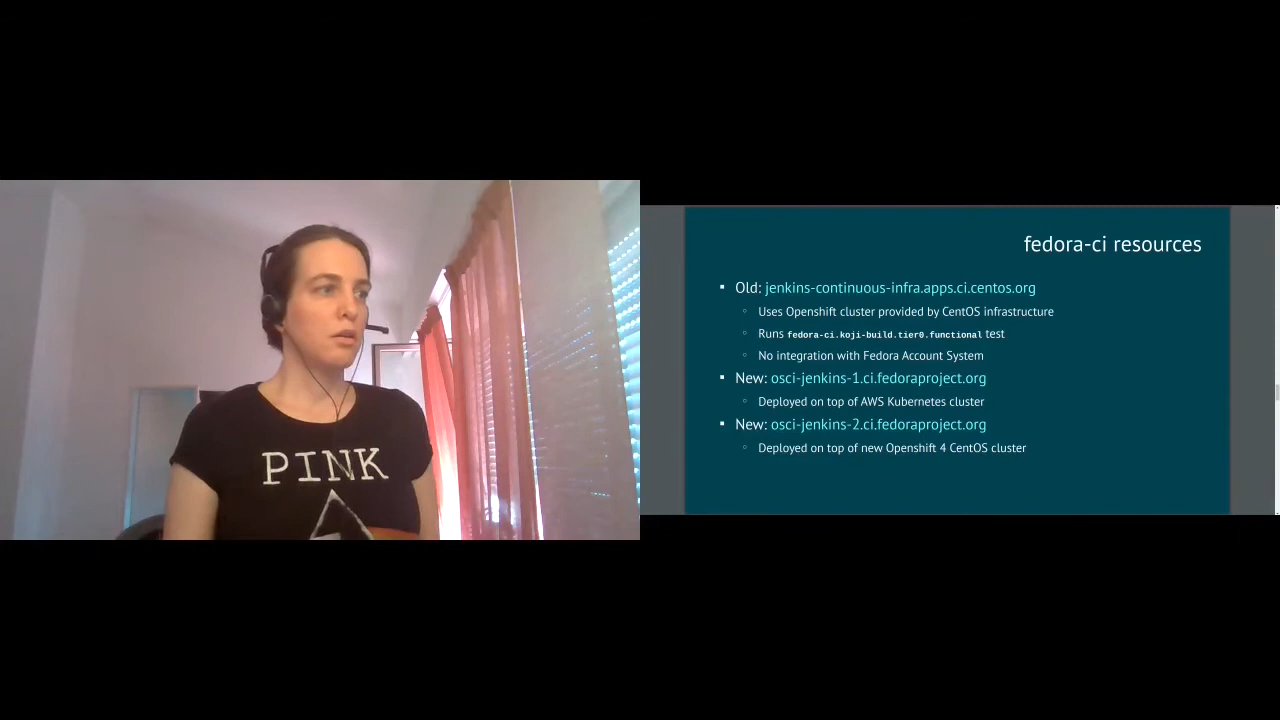 PINK
fedora-ci resources
Old: jenkins-continuous-infra.apps.ci.centos.org
Uses Openshift cluster provided by CentOS infrastructure
Runs fedora-ci.koji-build.tier0.functional test
No integration with Fedora Account System
New: osci-jenkins-1.ci.fedoraproject.org
Deployed on top of AWS Kubernetes cluster
New: osci-jenkins-2.ci.fedoraproject.org
Deployed on top of new Openshift 4 CentOS cluster